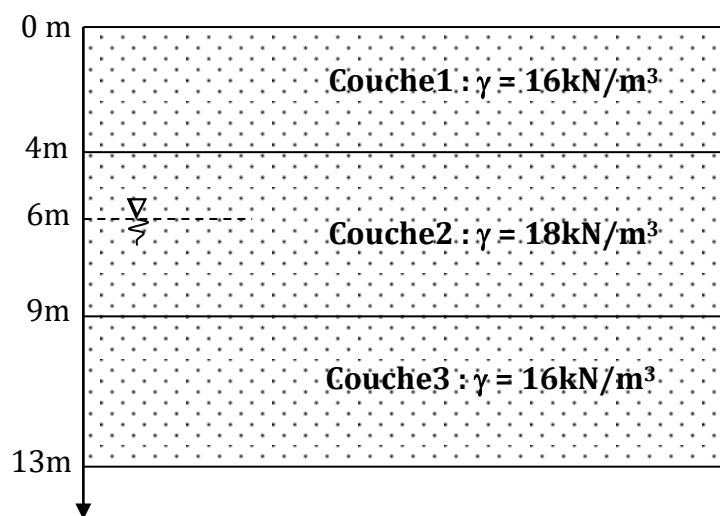 0 m
Couche1 : γ = 16kN/m³
4m
6m
Couche2 : γ = 18kN/m³
9m
Couche3 : γ = 16kN/m³
13m